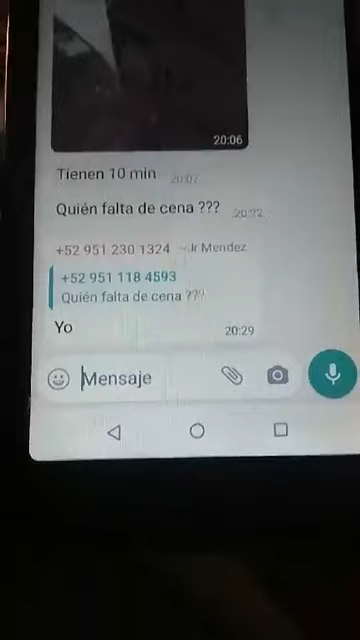 20:06
Tienen 10 min 20:07
Quién falta de cena ??? 20:22
+52 951 230 1324 ~Jr Mendez
+52 951 118 4593
Quién falta de cena ???
Yo 20:29
Mensaje